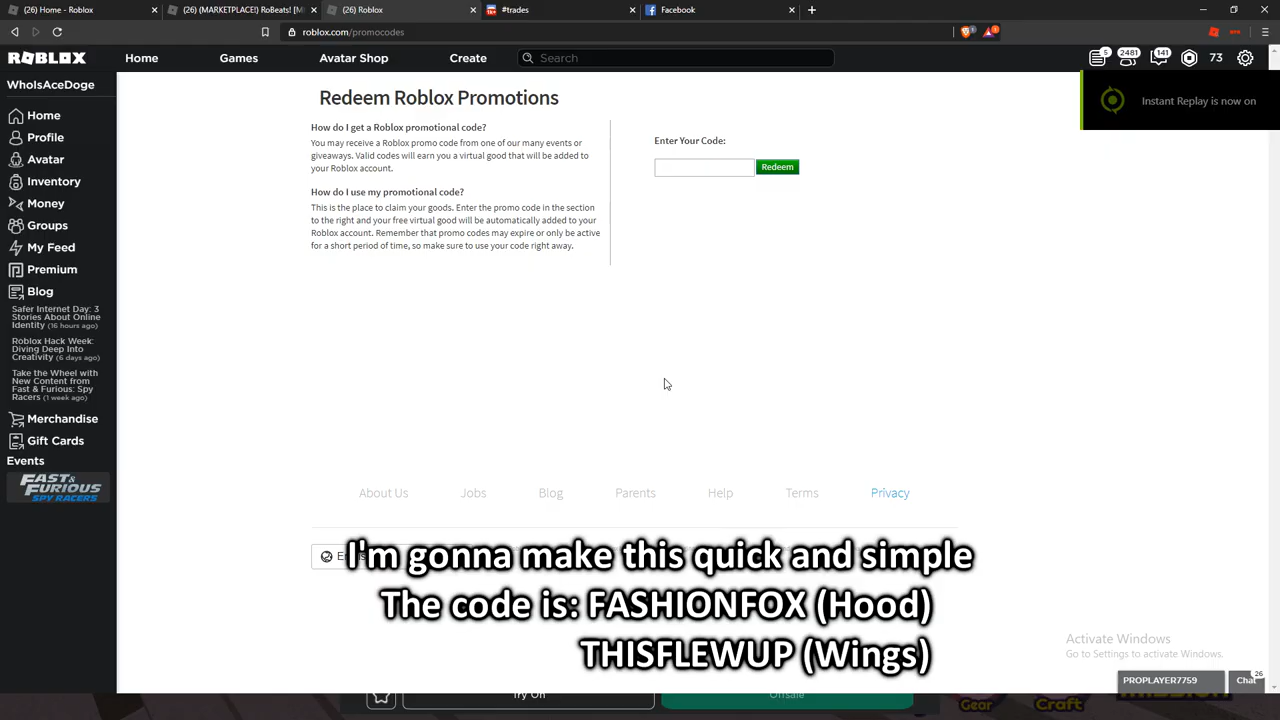 (26) Home - Roblox
(26) (MARKETPLACE!) RoBeats! [M
(26) Roblox
#trades
Facebook
roblox.com/promocodes
ROBLOX
Home
Games
Avatar Shop
Create
Search
5
2481
141
73
WhoIsAceDoge
Home
Profile
Avatar
Inventory
Money
Groups
My Feed
Premium
Blog
Safer Internet Day: 3
Stories About Online
Identity (16 hours ago)
Roblox Hack Week:
Diving Deep Into
Creativity (6 days ago)
Take the Wheel with
New Content from
Fast & Furious: Spy
Racers (1 week ago)
Merchandise
Gift Cards
Events
FAST &
FURIOUS
SPY RACERS
Redeem Roblox Promotions
How do I get a Roblox promotional code?
You may receive a Roblox promo code from one of our many events or
giveaways. Valid codes will earn you a virtual good that will be added to
your Roblox account.
How do I use my promotional code?
This is the place to claim your goods. Enter the promo code in the section
to the right and your free virtual good will be automatically added to your
Roblox account. Remember that promo codes may expire or only be active
for a short period of time, so make sure to use your code right away.
Enter Your Code:
Redeem
Instant Replay is now on
About Us
Jobs
Blog
Parents
Help
Terms
Privacy
I'm gonna make this quick and simple
The code is: FASHIONFOX (Hood)
THISFLEWUP (Wings)
Activate Windows
Go to Settings to activate Windows.
PROPLAYER7759
Chat
26
Try On
Offsale
Gear
Craft